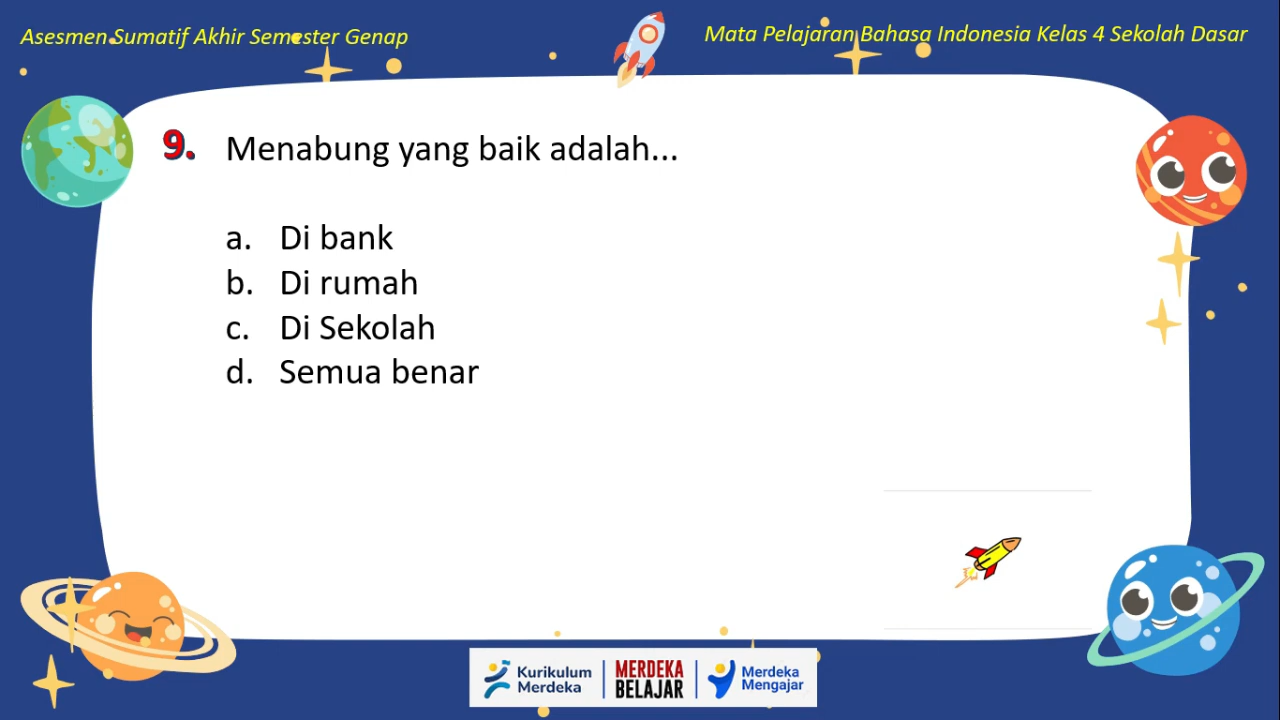 Asesmen Sumatif Akhir Semester Genap
Mata Pelajaran Bahasa Indonesia Kelas 4 Sekolah Dasar
9. Menabung yang baik adalah...
a. Di bank
b. Di rumah
c. Di Sekolah
d. Semua benar
Kurikulum
Merdeka
MERDEKA
BELAJAR
Merdeka
Mengajar